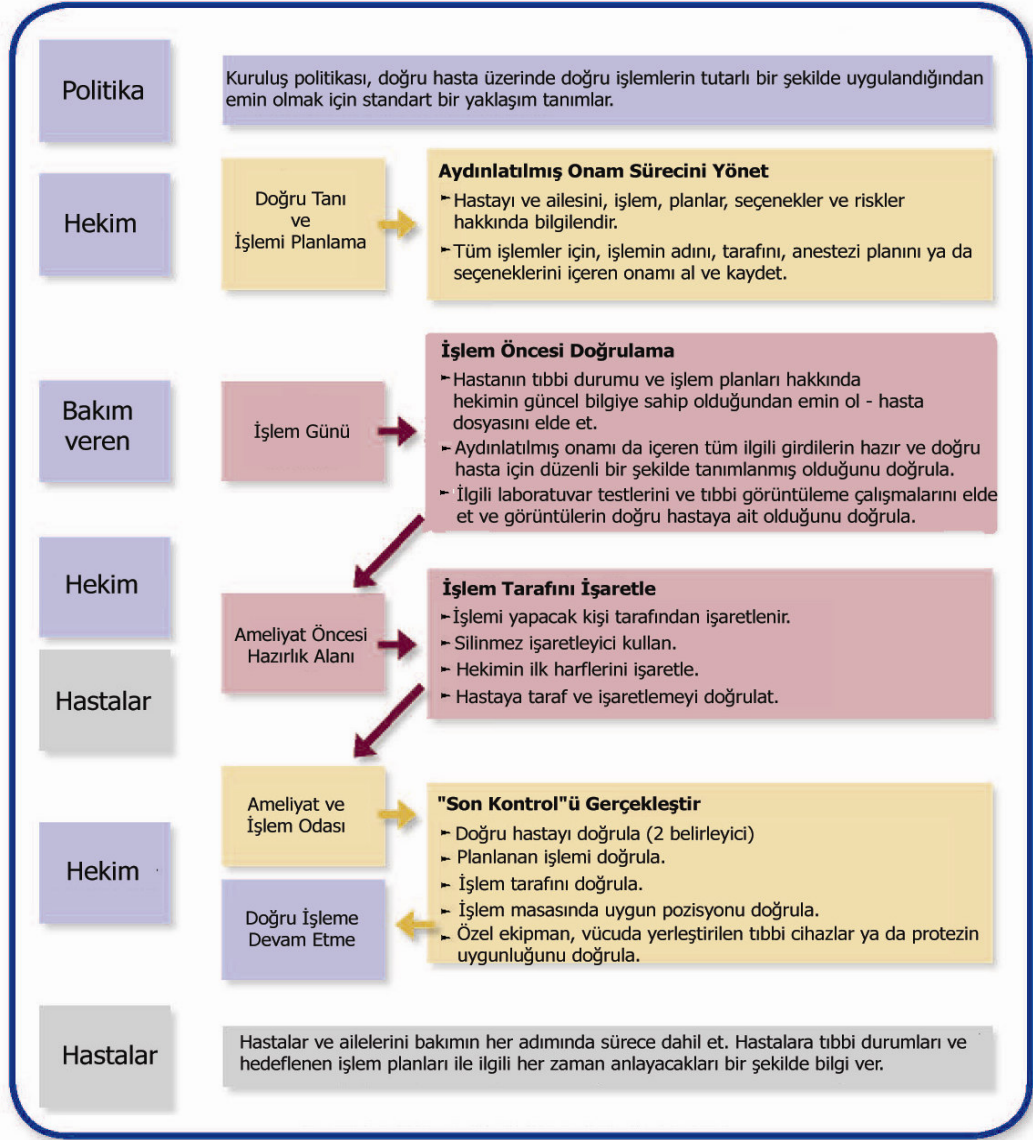 Politika
Kuruluş politikası, doğru hasta üzerinde doğru işlemlerin tutarlı bir şekilde uygulandığından
emin olmak için standart bir yaklaşım tanımlar.
Hekim
Doğru Tanı
ve
İşlemi Planlama
Aydınlatılmış Onam Sürecini Yönet
►Hastayı ve ailesini, işlem, planlar, seçenekler ve riskler
hakkında bilgilendir.
►Tüm işlemler için, işlemin adını, tarafını, anestezi planını ya da
seçeneklerini içeren onamı al ve kaydet.
Bakım
veren
İşlem Günü
İşlem Öncesi Doğrulama
►Hastanın tıbbi durumu ve işlem planları hakkında
hekimin güncel bilgiye sahip olduğundan emin ol - hasta
dosyasını elde et.
►Aydınlatılmış onamı da içeren tüm ilgili girdilerin hazır ve doğru
hasta için düzenli bir şekilde tanımlanmış olduğunu doğrula.
► İlgili laboratuvar testlerini ve tıbbi görüntüleme çalışmalarını elde
et ve görüntülerin doğru hastaya ait olduğunu doğrula.
Hekim
Hastalar
Ameliyat Öncesi
Hazırlık Alanı
İşlem Tarafını İşaretle
►İşlemi yapacak kişi tarafından işaretlenir.
► Silinmez işaretleyici kullan.
► Hekimin ilk harflerini işaretle.
► Hastaya taraf ve işaretlemeyi doğrulat.
Hekim
Ameliyat ve
İşlem Odası
"Son Kontrol"ü Gerçekleştir
► Doğru hastayı doğrula (2 belirleyici)
► Planlanan işlemi doğrula.
► İşlem tarafını doğrula.
► İşlem masasında uygun pozisyonu doğrula.
► Özel ekipman, vücuda yerleştirilen tıbbi cihazlar ya da protezin
uygunluğunu doğrula.
Doğru İşleme
Devam Etme
Hastalar
Hastalar ve ailelerini bakımın her adımında sürece dahil et. Hastalara tıbbi durumları ve
hedeflenen işlem planları ile ilgili her zaman anlayacakları bir şekilde bilgi ver.